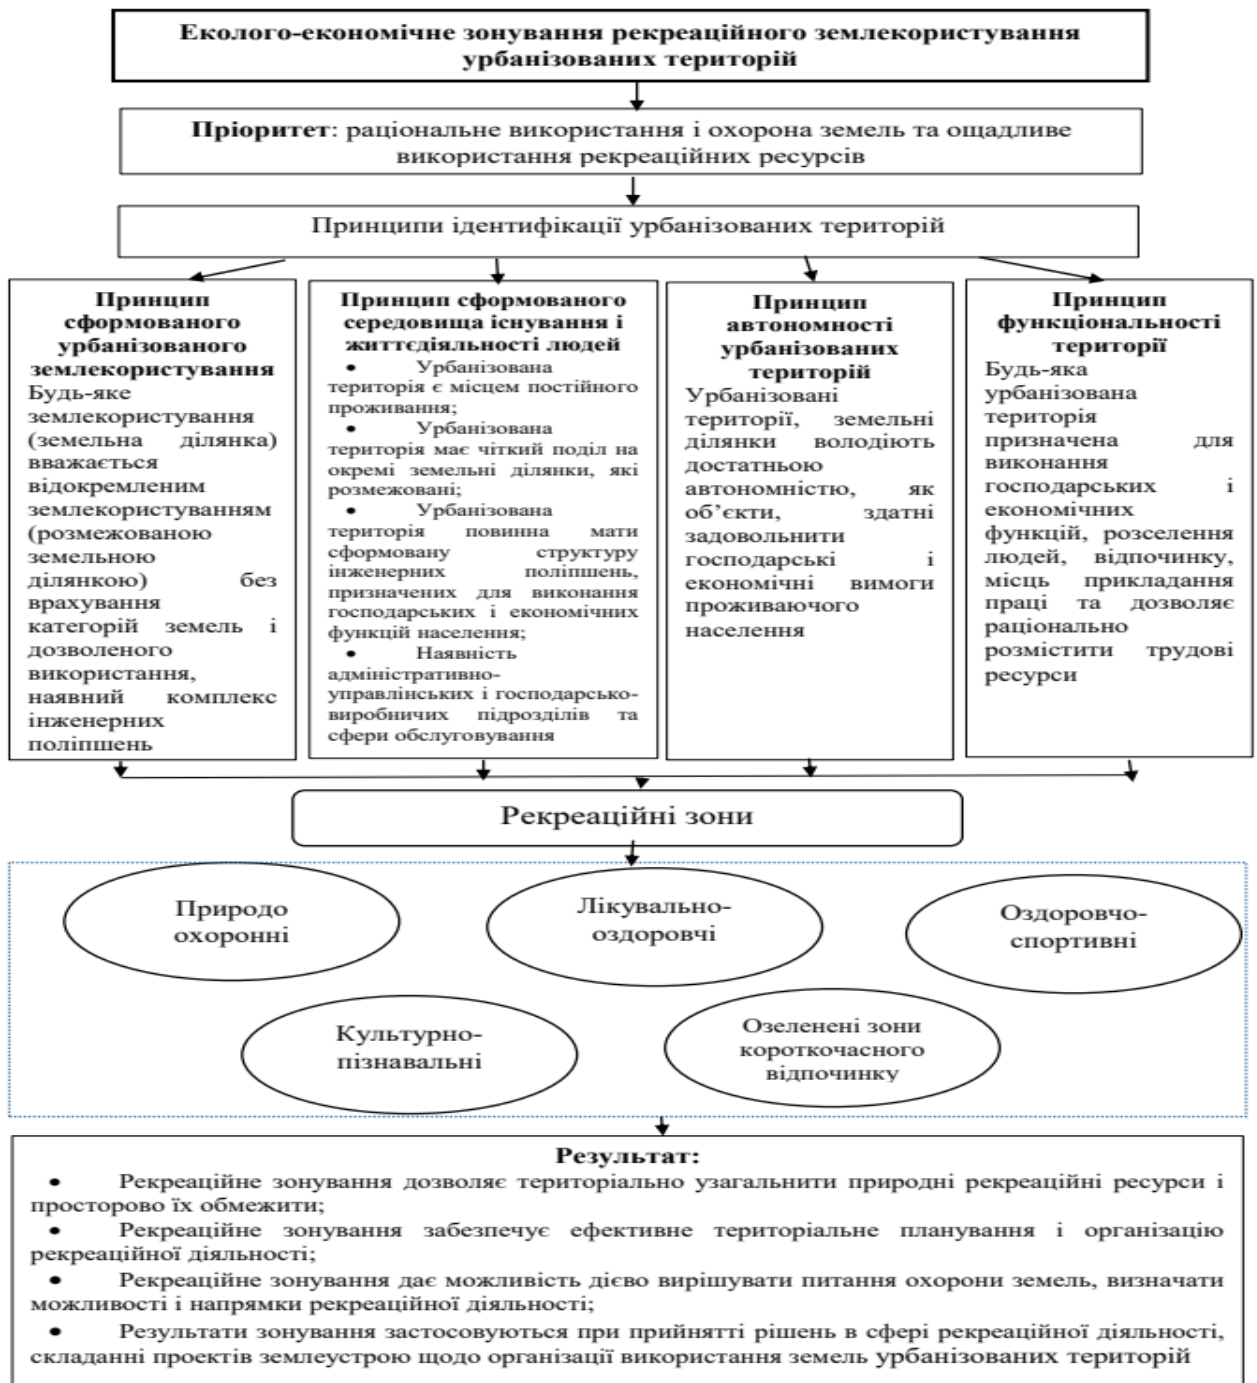 Еколого-економічне зонування рекреаційного землекористування
урбанізованих територій
Пріоритет: раціональне використання і охорона земель та ощадливе
використання рекреаційних ресурсів
Принципи ідентифікації урбанізованих територій
Принцип
сформованого
урбанізованого
землекористування
Будь-яке
землекористування
(земельна ділянка)
вважається
відокремленим
землекористуванням
(розмежованою
земельною
ділянкою) без
врахування
категорій земель і
дозволеного
використання,
наявний комплекс
інженерних
поліпшень
Принцип сформованого
середовища існування і
життєдіяльності людей
• Урбанізована
територія є місцем постійного
проживання;
• Урбанізована
територія має чіткий поділ на
окремі земельні ділянки, які
розмежовані;
• Урбанізована
територія повинна мати
сформовану структуру
інженерних поліпшень,
призначених для виконання
господарських і економічних
функцій населення;
• Наявність
адміністративно-
управлінських і господарсько-
виробничих підрозділів та
сфери обслуговування
Принцип
автономності
урбанізованих
територій
Урбанізовані
території, земельні
ділянки володіють
достатньою
автономністю, як
об’єкти, здатні
задовольнити
господарські і
економічні вимоги
проживаючого
населення
Принцип
функціональності
території
Будь-яка
урбанізована
територія
призначена для
виконання
господарських і
економічних
функцій, розселення
людей, відпочинку,
місць прикладання
праці та дозволяє
раціонально
розмістити трудові
ресурси
Рекреаційні зони
Природо
охоронні
Лікувально-
оздоровчі
Оздоровчо-
спортивні
Культурно-
пізнавальні
Озеленені зони
короткочасного
відпочинку
Результат:
• Рекреаційне зонування дозволяє територіально узагальнити природні рекреаційні ресурси і
просторово їх обмежити;
• Рекреаційне зонування забезпечує ефективне територіальне планування і організацію
рекреаційної діяльності;
• Рекреаційне зонування дає можливість дієво вирішувати питання охорони земель, визначати
можливості і напрямки рекреаційної діяльності;
• Результати зонування застосовуються при прийнятті рішень в сфері рекреаційної діяльності,
складанні проектів землеустрою щодо організації використання земель урбанізованих територій